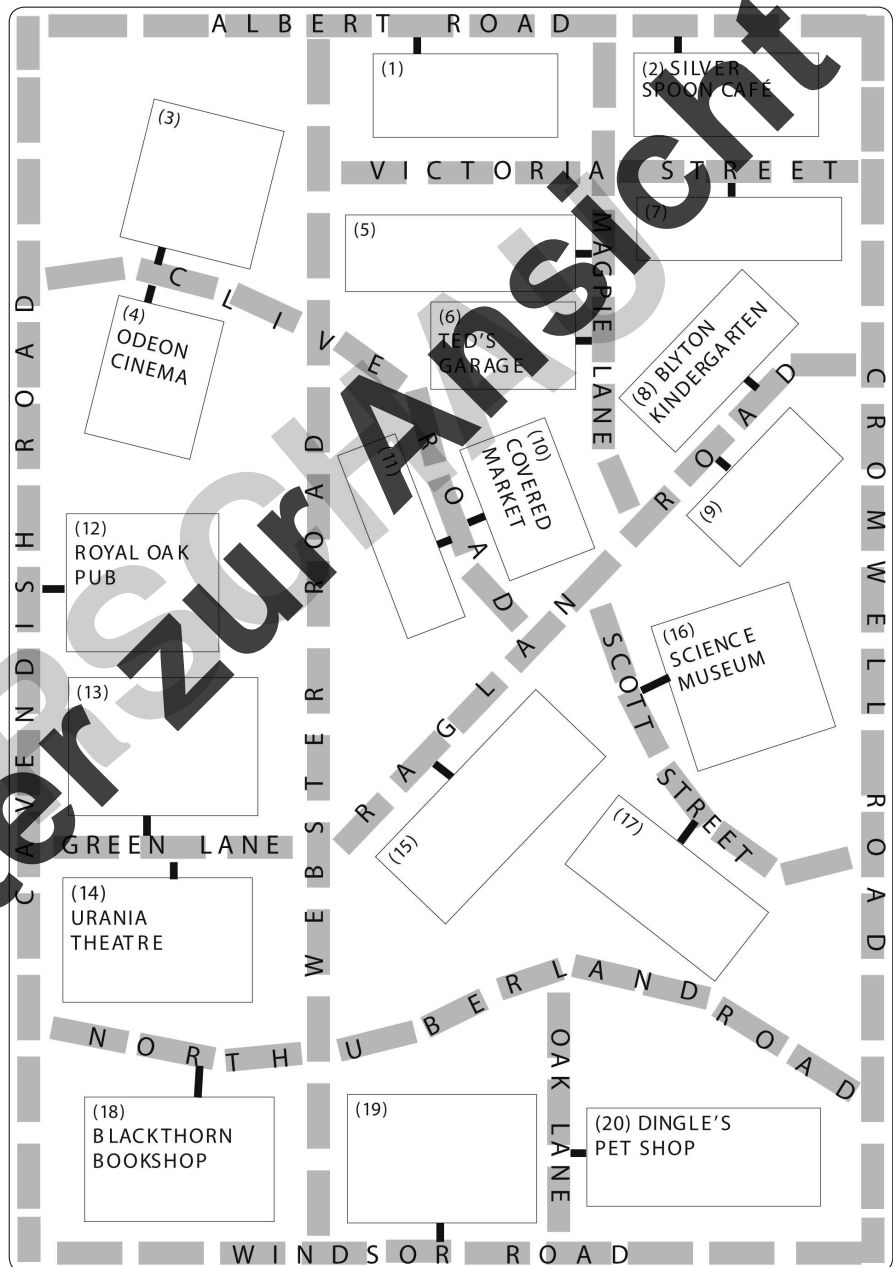 ALBERT ROAD
(1)
(2) SILVER
SPOON CAFÉ
(3)
VICTORIA STREET
(5)
(7)
MAGPIE LANE
CLIVE ROAD
(4)
ODEON
CINEMA
(6)
TED'S
GARAGE
(8) BLYTON
KINDERGARTEN
CAVENDISH ROAD
WEBSTER ROAD
CROMWELL ROAD
(10)
COVERED
MARKET
(11)
(9)
RAGLAN ROAD
(12)
ROYAL OAK
PUB
(16)
SCIENCE
MUSEUM
SCOTT STREET
(13)
(15)
(17)
GREEN LANE
(14)
URANIA
THEATRE
NORTHUBERLANDROAD
OAK LANE
(18)
BLACKTHORN
BOOKSHOP
(19)
(20) DINGLE'S
PET SHOP
WINDSOR ROAD
zur Ansicht